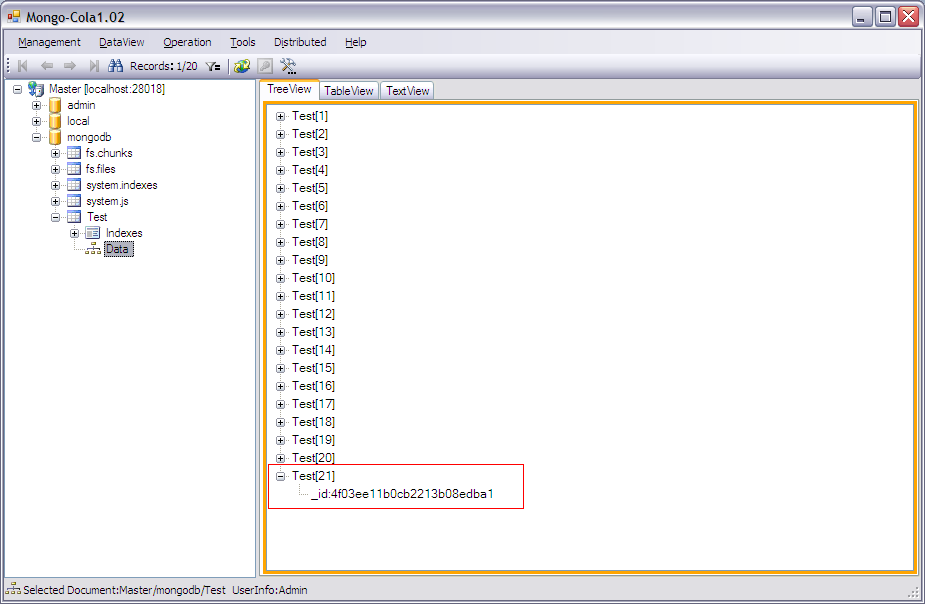 Mongo-Cola1.02
Management DataView Operation Tools Distributed Help
Records: 1/20
Master [localhost:28018]
admin
local
mongodb
fs.chunks
fs.files
system.indexes
system.js
Test
Indexes
Data
TreeView TableView TextView
Test[1]
Test[2]
Test[3]
Test[4]
Test[5]
Test[6]
Test[7]
Test[8]
Test[9]
Test[10]
Test[11]
Test[12]
Test[13]
Test[14]
Test[15]
Test[16]
Test[17]
Test[18]
Test[19]
Test[20]
Test[21]
_id:4f03ee11b0cb2213b08edba1
Selected Document:Master/mongodb/Test UserInfo:Admin